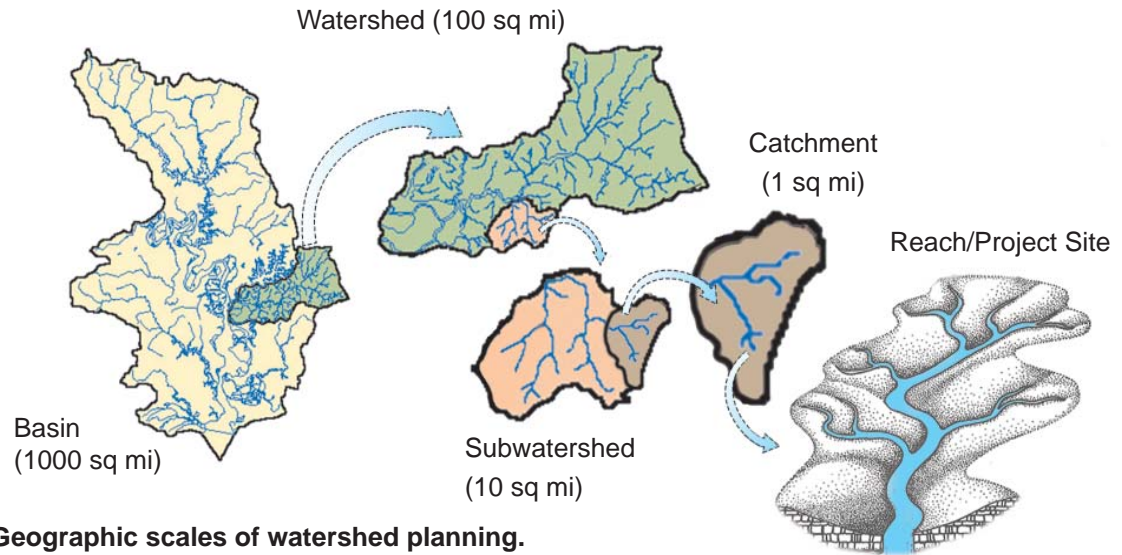 Watershed (100 sq mi)
Catchment
(1 sq mi)
Reach/Project Site
Basin
(1000 sq mi)
Subwatershed
(10 sq mi)
Geographic scales of watershed planning.